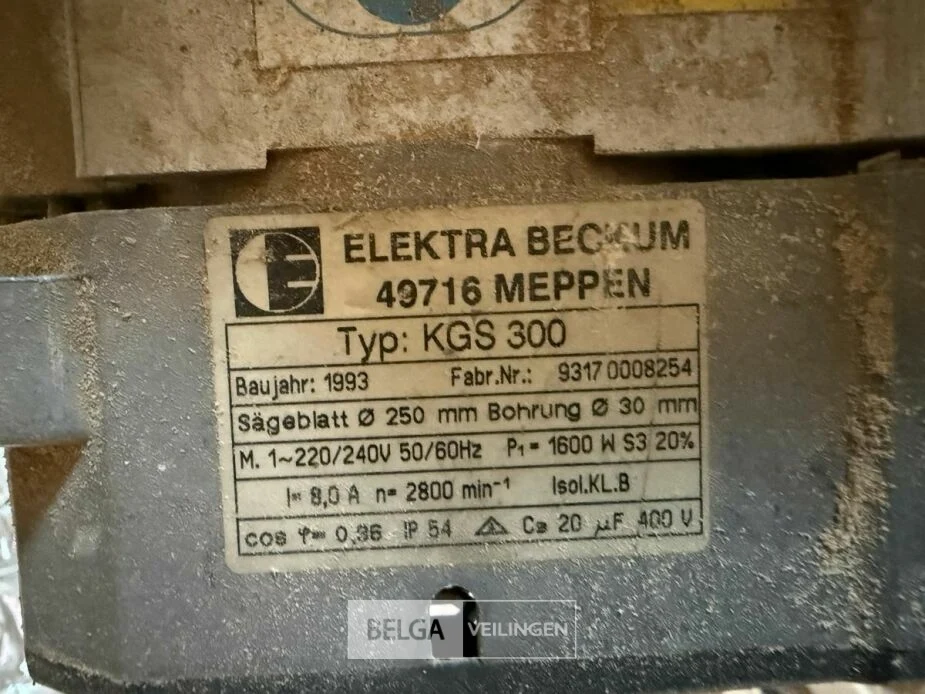 ELEKTRA BECKUM
49716 MEPPEN
Typ: KGS 300
Baujahr: 1993 Fabr.Nr.: 9317 0008254
Sägeblatt Ø 250 mm Bohrung Ø 30 mm
M. 1~220/240V 50/60Hz P₁= 1600 W S3 20%
I= 8,0 A n= 2800 min⁻¹ Isol.KL.B
cos φ= 0,96 IP 54 C= 20 µF 400 V
BELGA VEILINGEN